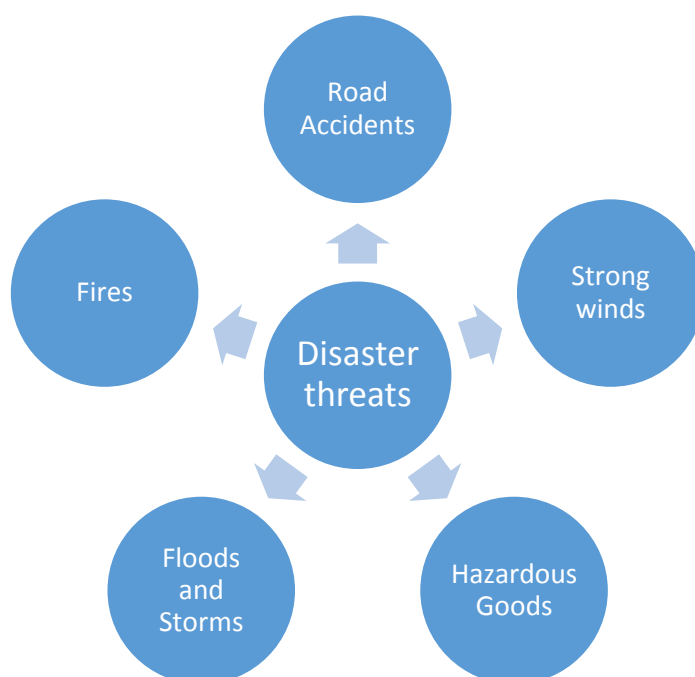 Road
Accidents
Strong
winds
Fires
Disaster
threats
Floods
and
Storms
Hazardous
Goods